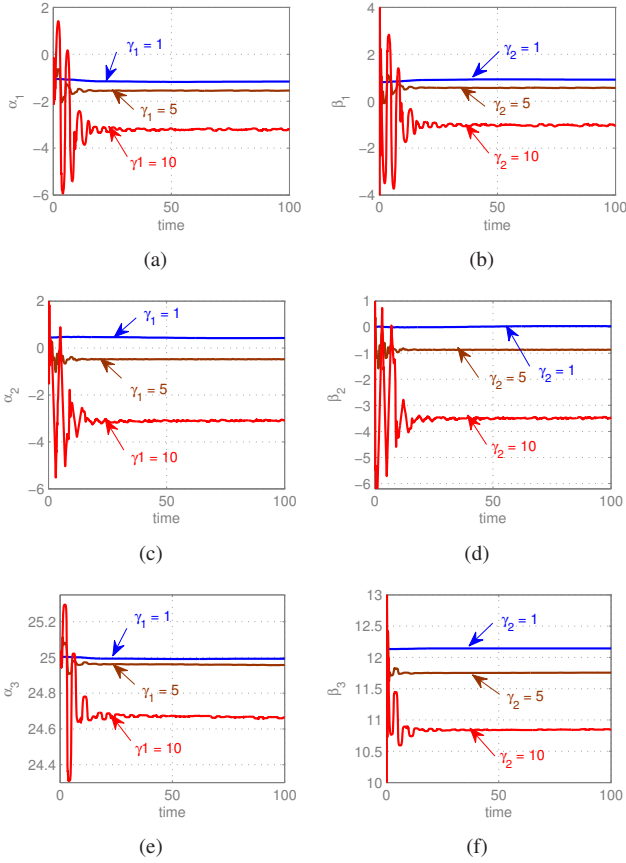 2
0
−2
−4
−6
0
50
100
α1
time
γ1 = 1
γ1 = 5
γ1 = 10
(a)
4
2
0
−2
4
0
50
100
β1
time
γ2 = 1
γ2 = 5
γ2 = 10
(b)
2
0
−2
−4
−6
0
50
100
α2
time
γ1 = 1
γ1 = 5
γ1 = 10
(c)
1
0
−1
−2
−3
−4
−5
−6
0
50
100
β2
time
γ2 = 5
γ2 = 1
γ2 = 10
(d)
25.2
25
24.8
24.6
24.4
0
50
100
α3
time
γ1 = 1
γ1 = 5
γ1 = 10
(e)
13
12.5
12
11.5
11
10.5
10
0
50
100
β3
time
γ2 = 1
γ2 = 5
γ2 = 10
(f)